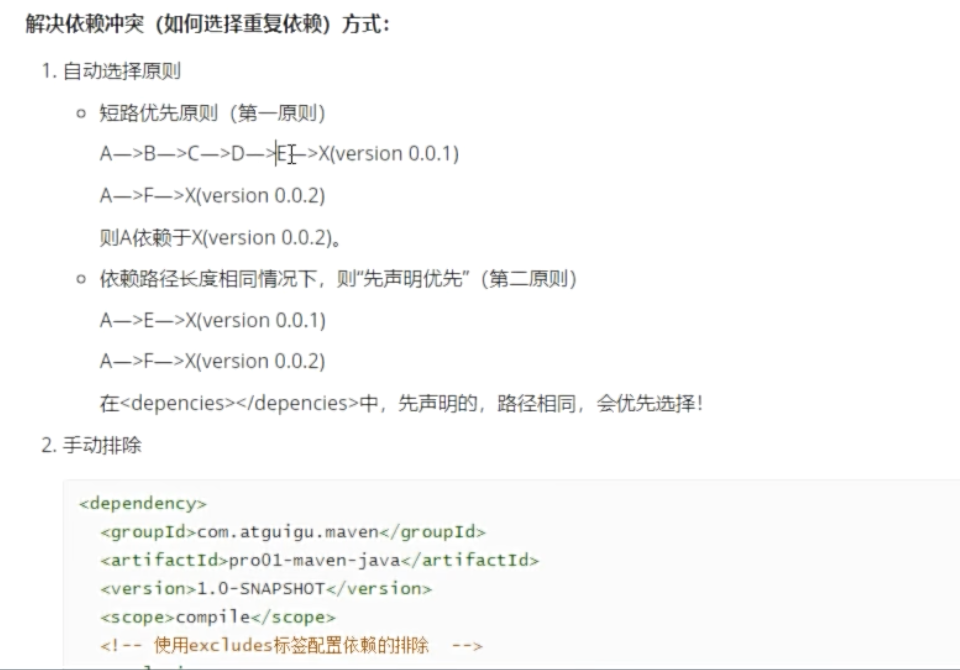 解决依赖冲突（如何选择重复依赖）方式：
1. 自动选择原则
短路优先原则（第一原则）
A—>B—>C—>D—>E—>X(version 0.0.1)
A—>F—>X(version 0.0.2)
则A依赖于X(version 0.0.2)。
依赖路径长度相同情况下，则“先声明优先”（第二原则）
A—>E—>X(version 0.0.1)
A—>F—>X(version 0.0.2)
在<depencies></depencies>中，先声明的，路径相同，会优先选择！
2. 手动排除
<dependency>
<groupId>com.atguigu.maven</groupId>
<artifactId>pro01-maven-java</artifactId>
<version>1.0-SNAPSHOT</version>
<scope>compile</scope>
<!-- 使用excludes标签配置依赖的排除 -->